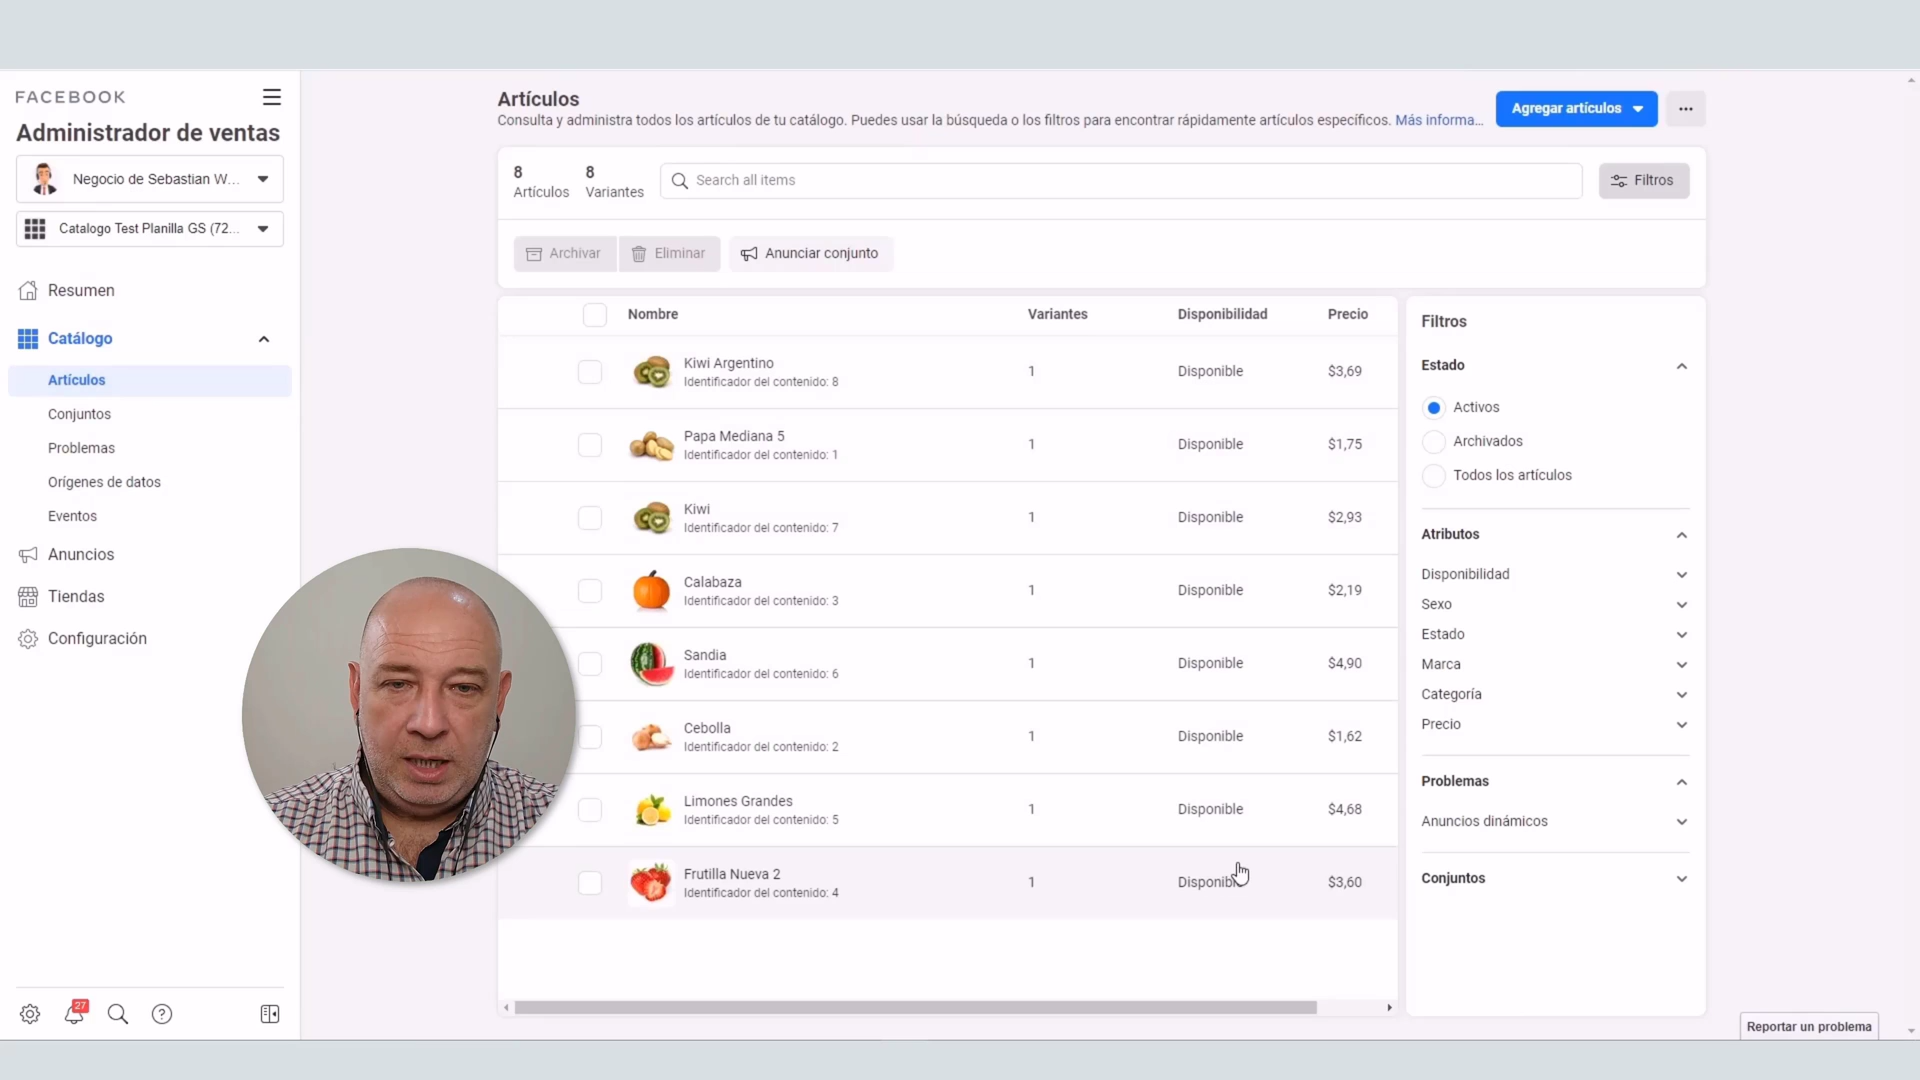 FACEBOOK
Administrador de ventas
Negocio de Sebastian W...
Catalogo Test Planilla GS (72...
Resumen
Catálogo
Artículos
Conjuntos
Problemas
Orígenes de datos
Eventos
Anuncios
Tiendas
Configuración
27
Artículos
Consulta y administra todos los artículos de tu catálogo. Puedes usar la búsqueda o los filtros para encontrar rápidamente artículos específicos. Más informa...
Agregar artículos
8 Artículos
8 Variantes
Search all items
Filtros
Archivar
Eliminar
Anunciar conjunto
Nombre Variantes Disponibilidad Precio
Kiwi Argentino
Identificador del contenido: 8
1 Disponible $3,69
Papa Mediana 5
Identificador del contenido: 1
1 Disponible $1,75
Kiwi
Identificador del contenido: 7
1 Disponible $2,93
Calabaza
Identificador del contenido: 3
1 Disponible $2,19
Sandia
Identificador del contenido: 6
1 Disponible $4,90
Cebolla
Identificador del contenido: 2
1 Disponible $1,62
Limones Grandes
Identificador del contenido: 5
1 Disponible $4,68
Frutilla Nueva 2
Identificador del contenido: 4
1 Disponible $3,60
Filtros
Estado
Activos
Archivados
Todos los artículos
Atributos
Disponibilidad
Sexo
Estado
Marca
Categoría
Precio
Problemas
Anuncios dinámicos
Conjuntos
Reportar un problema